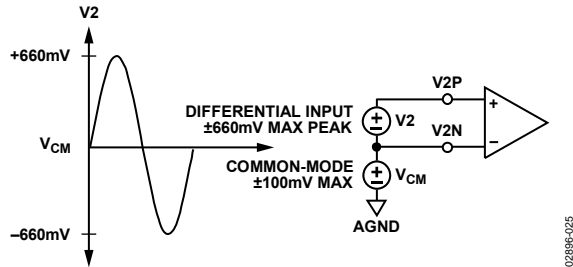 V2
+660mV
V2P
DIFFERENTIAL INPUT
±660mV MAX PEAK
+
V2
+
−
V2N
VCM
−
COMMON-MODE
±100mV MAX
+
VCM
−
AGND
−660mV
02896-025